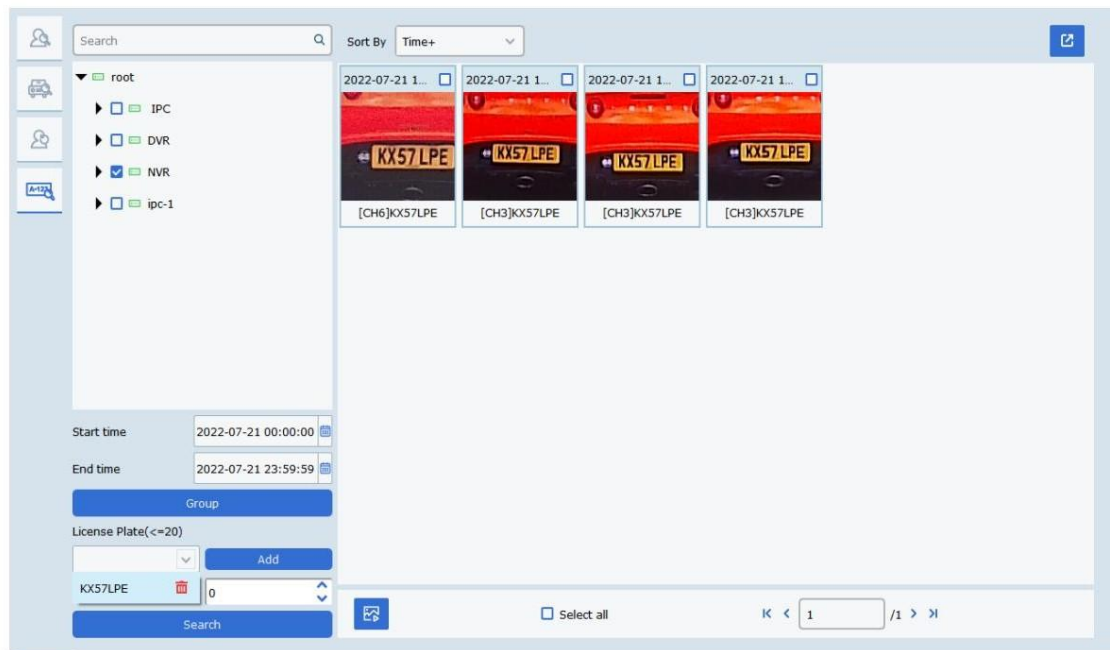 Search
Sort By Time+
root
IPC
DVR
NVR
ipc-1
A-123
2022-07-21 1... 2022-07-21 1... 2022-07-21 1... 2022-07-21 1...
KX57 LPE KX57 LPE KX57 LPE KX57 LPE
[CH6]KX57LPE [CH3]KX57LPE [CH3]KX57LPE [CH3]KX57LPE
Start time 2022-07-21 00:00:00
End time 2022-07-21 23:59:59
Group
License Plate(<=20)
Add
KX57LPE 0
Search
Select all 1 /1